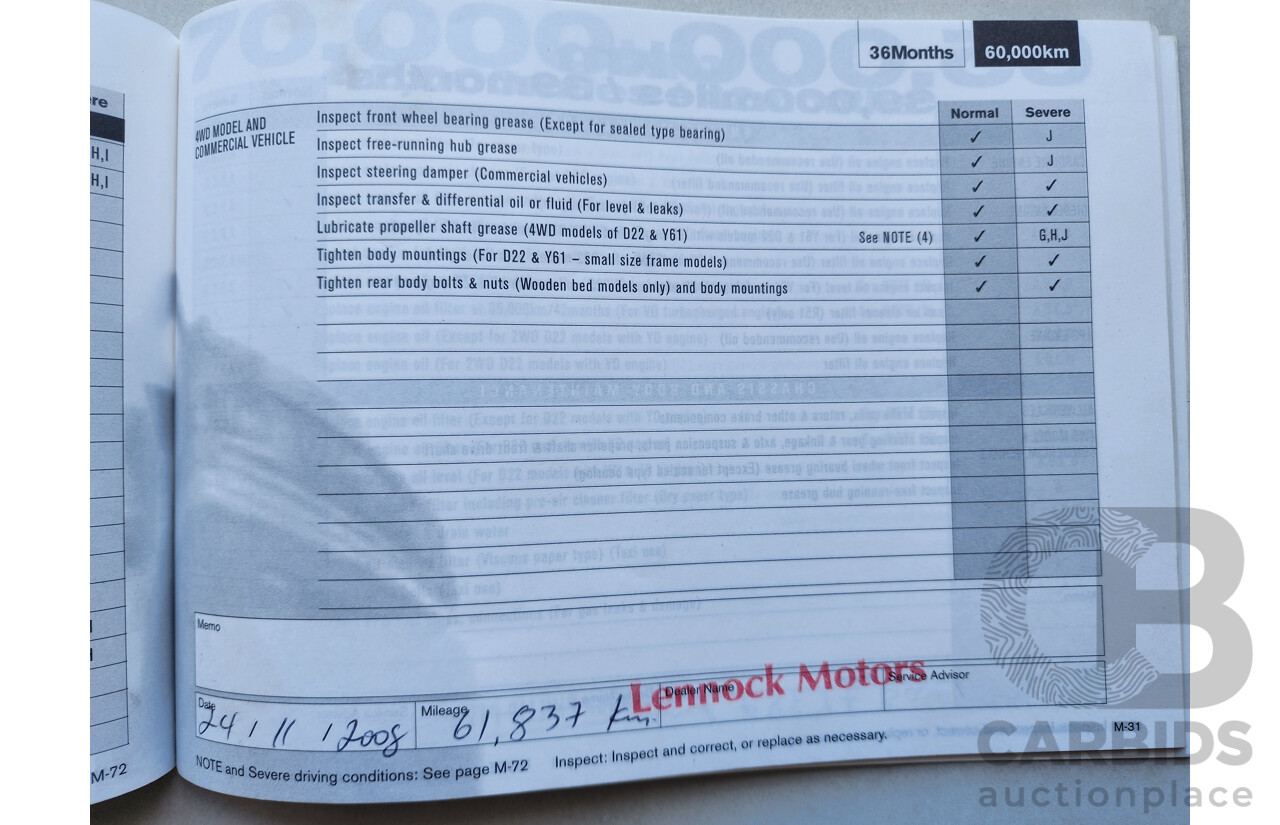 36Months 60,000km
Normal Severe
4WD MODEL AND
COMMERCIAL VEHICLE
Inspect front wheel bearing grease (Except for sealed type bearing) ✓ J
Inspect free-running hub grease ✓ J
Inspect steering damper (Commercial vehicles) ✓ ✓
Inspect transfer & differential oil or fluid (For level & leaks) ✓ ✓
Lubricate propeller shaft grease (4WD models of D22 & Y61) See NOTE (4) ✓ G,H,J
Tighten body mountings (For D22 & Y61 – small size frame models) ✓ ✓
Tighten rear body bolts & nuts (Wooden bed models only) and body mountings ✓ ✓
H,I
H,I
Memo
Date 24 / 11 / 2008
Mileage 61,837 km.
Dealer Name
Lennock Motors
Service Advisor
NOTE and Severe driving conditions: See page M-72
Inspect: Inspect and correct, or replace as necessary.
M-31
M-72
CB
CARBIDS
auctionplace